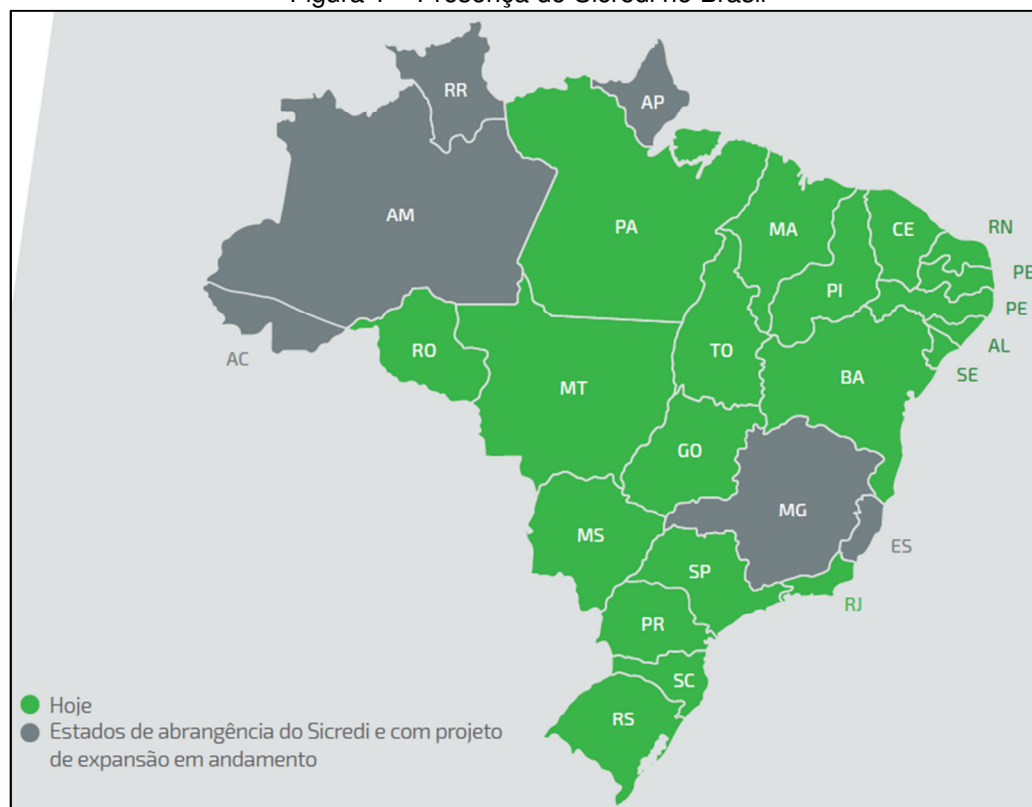 Figura 1 – Presença do Sicredi no Brasil
RR
AP
AM
PA
MA
CE
RN
PB
PI
PE
AC
RO
TO
AL
MT
BA
SE
GO
MG
MS
ES
SP
RJ
PR
SC
RS
Hoje
Estados de abrangência do Sicredi e com projeto
de expansão em andamento